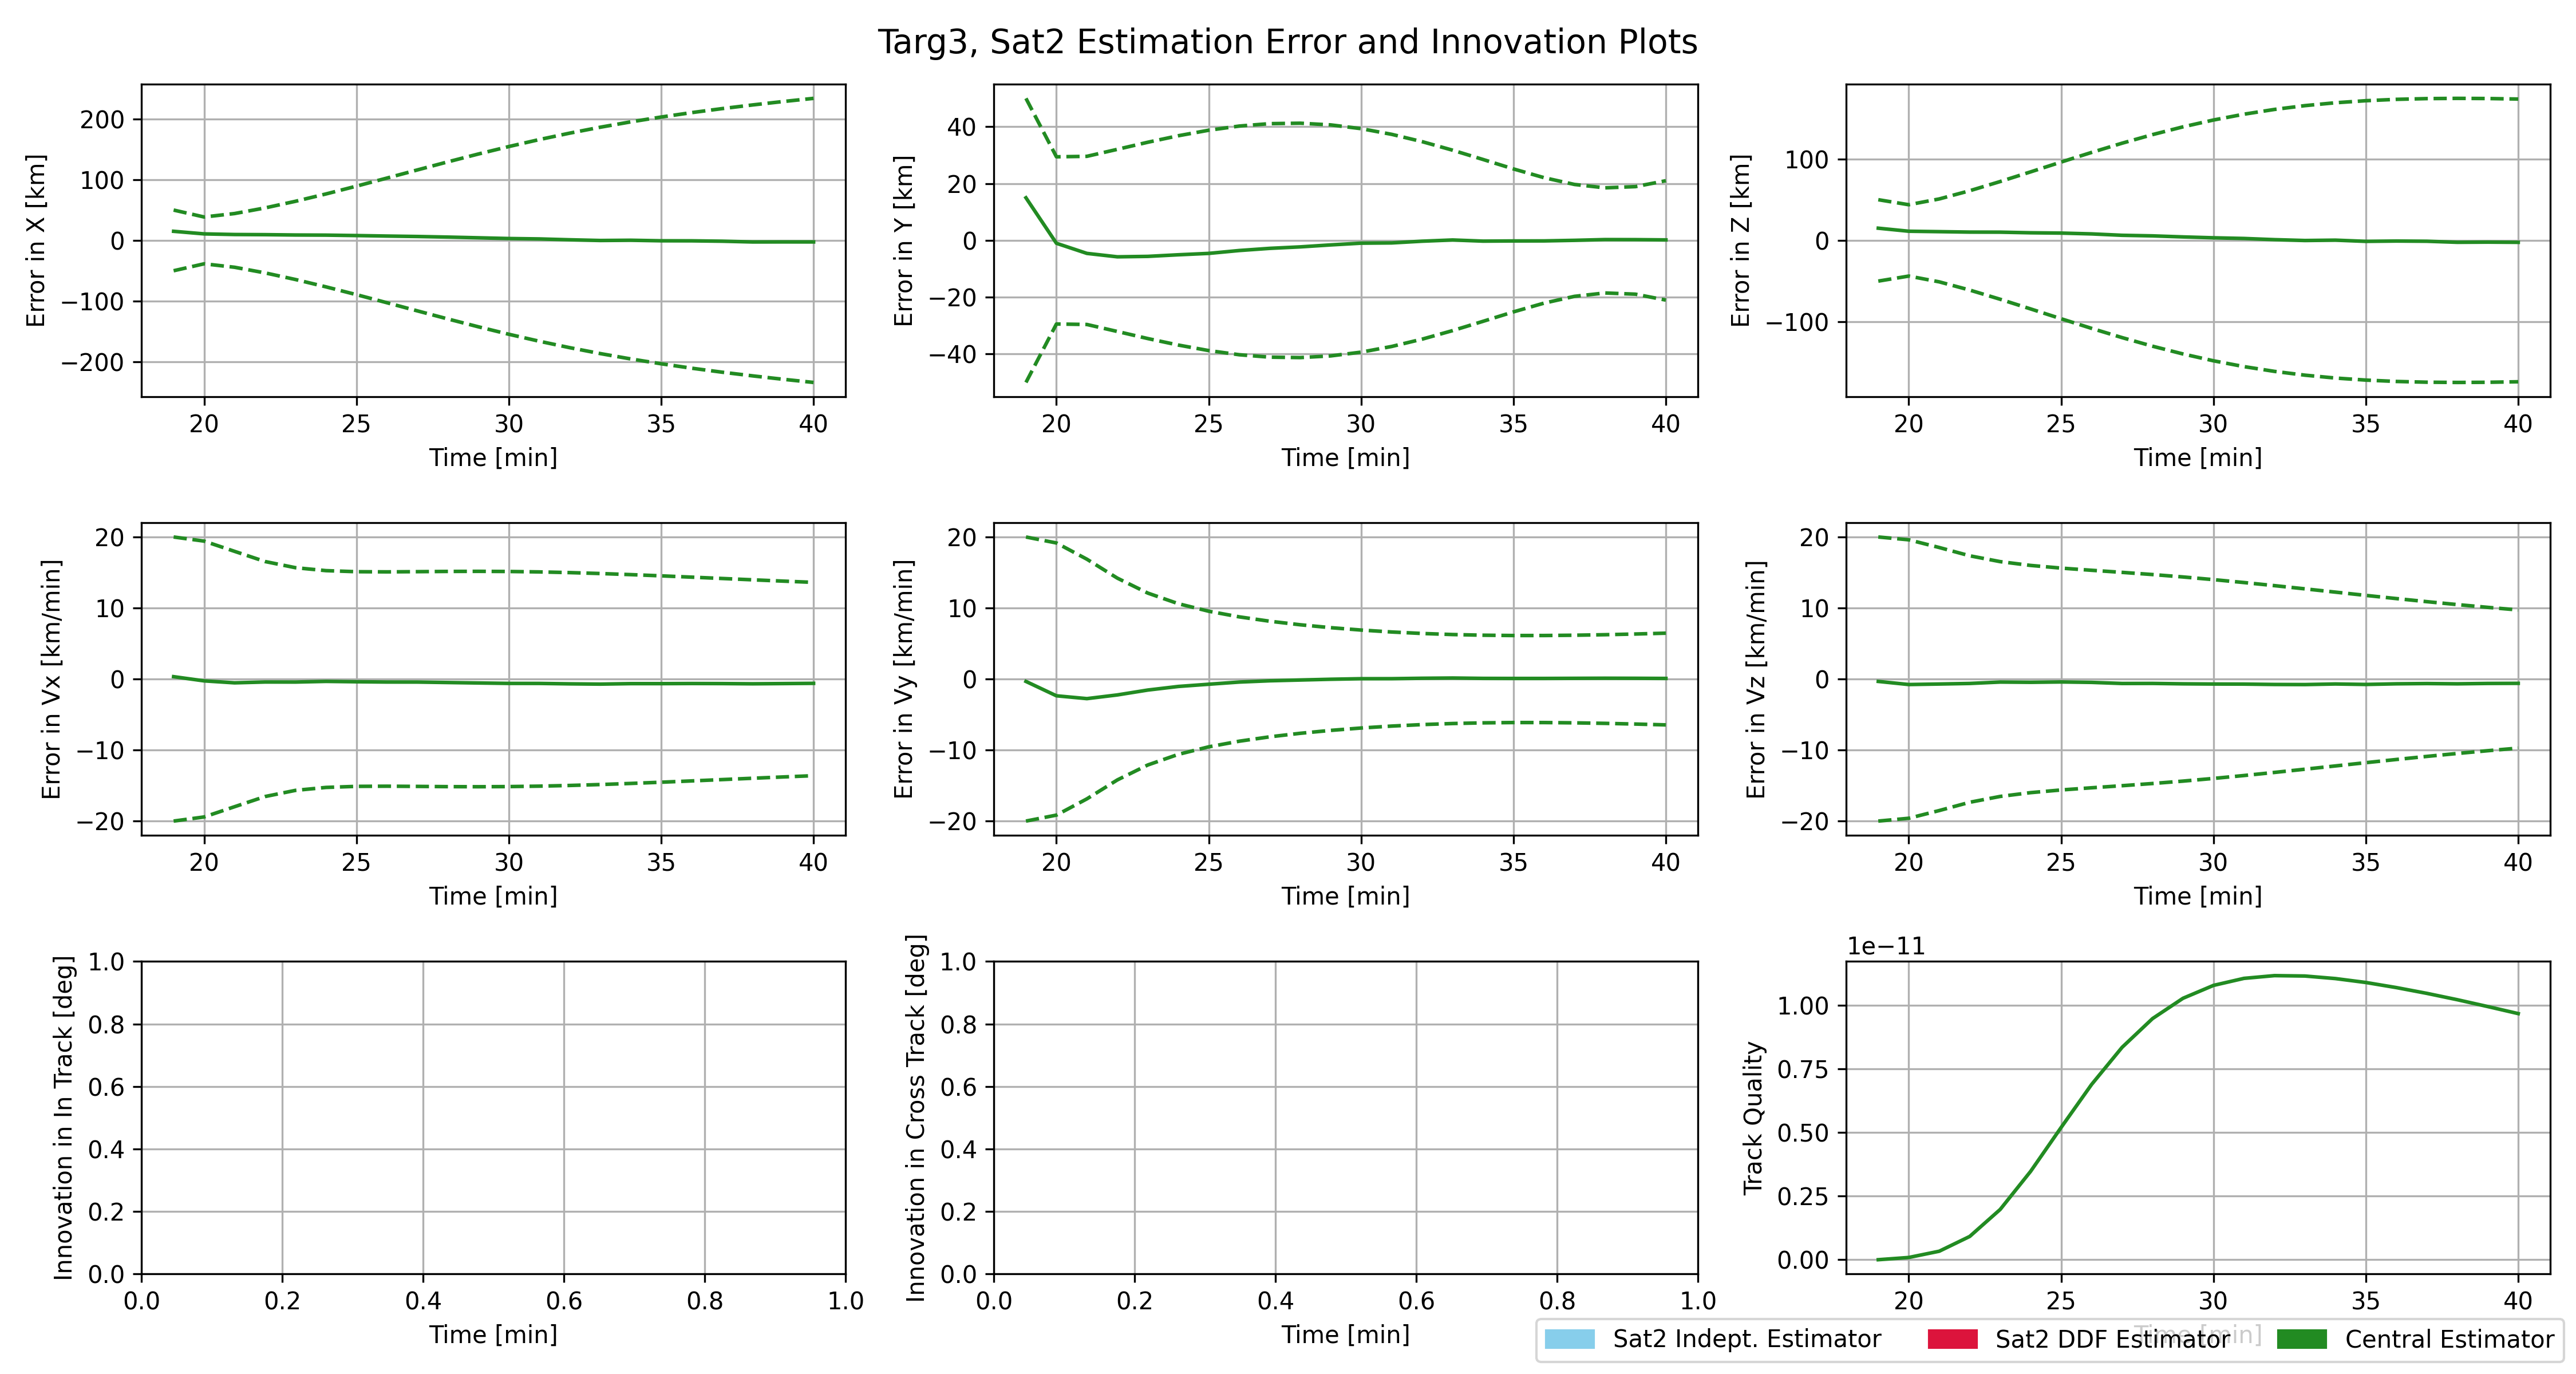 Targ3, Sat2 Estimation Error and Innovation Plots
Error in X [km]
200
100
0
−100
−200
20 25 30 35 40
Time [min]
Error in Y [km]
40
20
0
−20
−40
20 25 30 35 40
Time [min]
Error in Z [km]
100
0
−100
20 25 30 35 40
Time [min]
Error in Vx [km/min]
20
10
0
−10
−20
20 25 30 35 40
Time [min]
Error in Vy [km/min]
20
10
0
−10
−20
20 25 30 35 40
Time [min]
Error in Vz [km/min]
20
10
0
−10
−20
20 25 30 35 40
Time [min]
Innovation in In Track [deg]
1.0
0.8
0.6
0.4
0.2
0.0
0.0 0.2 0.4 0.6 0.8 1.0
Time [min]
Innovation in Cross Track [deg]
1.0
0.8
0.6
0.4
0.2
0.0
0.0 0.2 0.4 0.6 0.8 1.0
Time [min]
1e−11
Track Quality
1.00
0.75
0.50
0.25
0.00
20 25 30 35 40
Time [min]
Sat2 Indept. Estimator Sat2 DDF Estimator Central Estimator